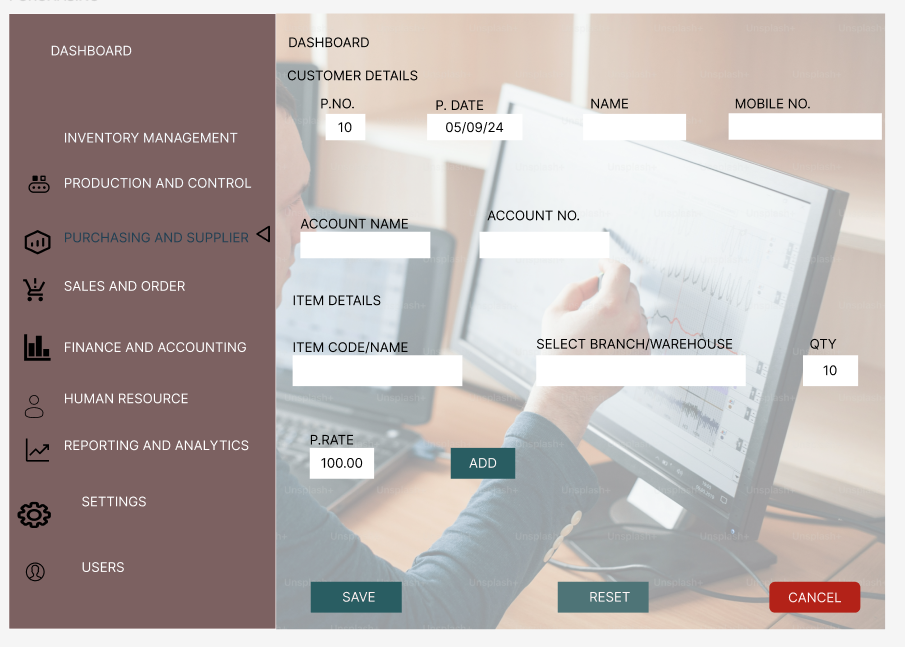 DASHBOARD
INVENTORY MANAGEMENT
PRODUCTION AND CONTROL
PURCHASING AND SUPPLIER
SALES AND ORDER
FINANCE AND ACCOUNTING
HUMAN RESOURCE
REPORTING AND ANALYTICS
SETTINGS
USERS
DASHBOARD
CUSTOMER DETAILS
P.NO. P. DATE NAME MOBILE NO.
10 05/09/24
ACCOUNT NAME ACCOUNT NO.
ITEM DETAILS
ITEM CODE/NAME SELECT BRANCH/WAREHOUSE QTY
10
P.RATE
100.00 ADD
SAVE RESET CANCEL